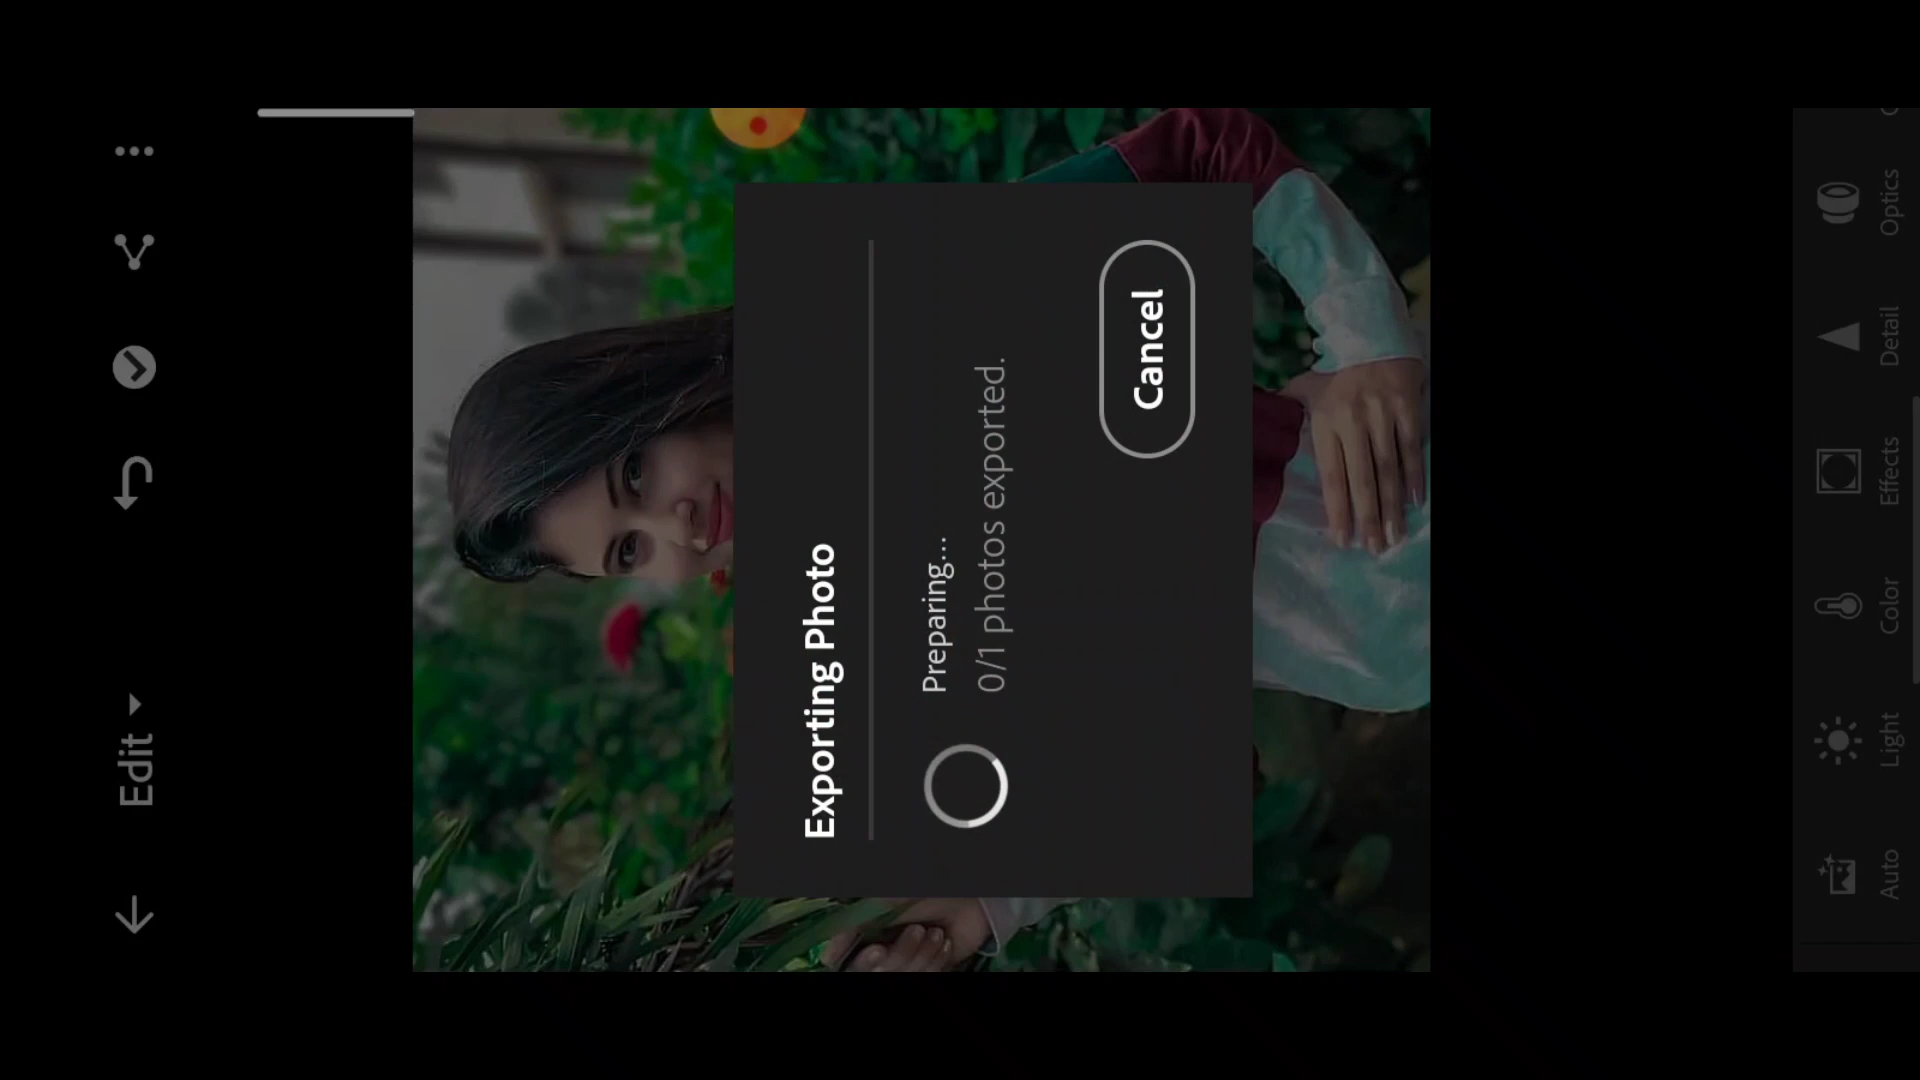 Edit
Exporting Photo
Preparing...
0/1 photos exported.
Cancel
Auto
Light
Color
Effects
Detail
Optics